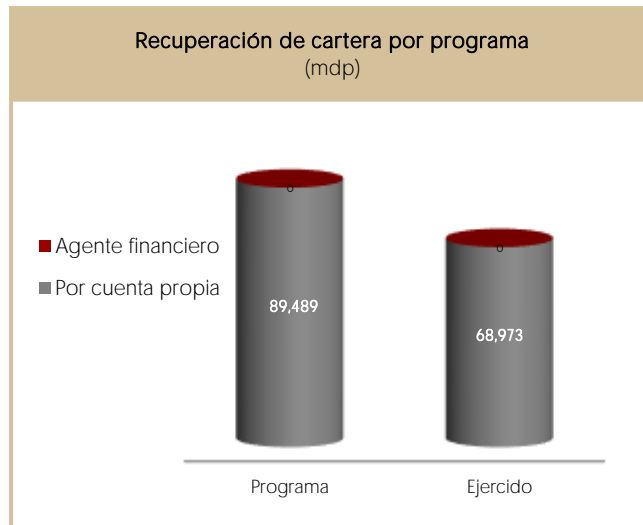 Recuperación de cartera por programa
(mdp)
Agente financiero
Por cuenta propia
0
0
89,489
68,973
Programa
Ejercido